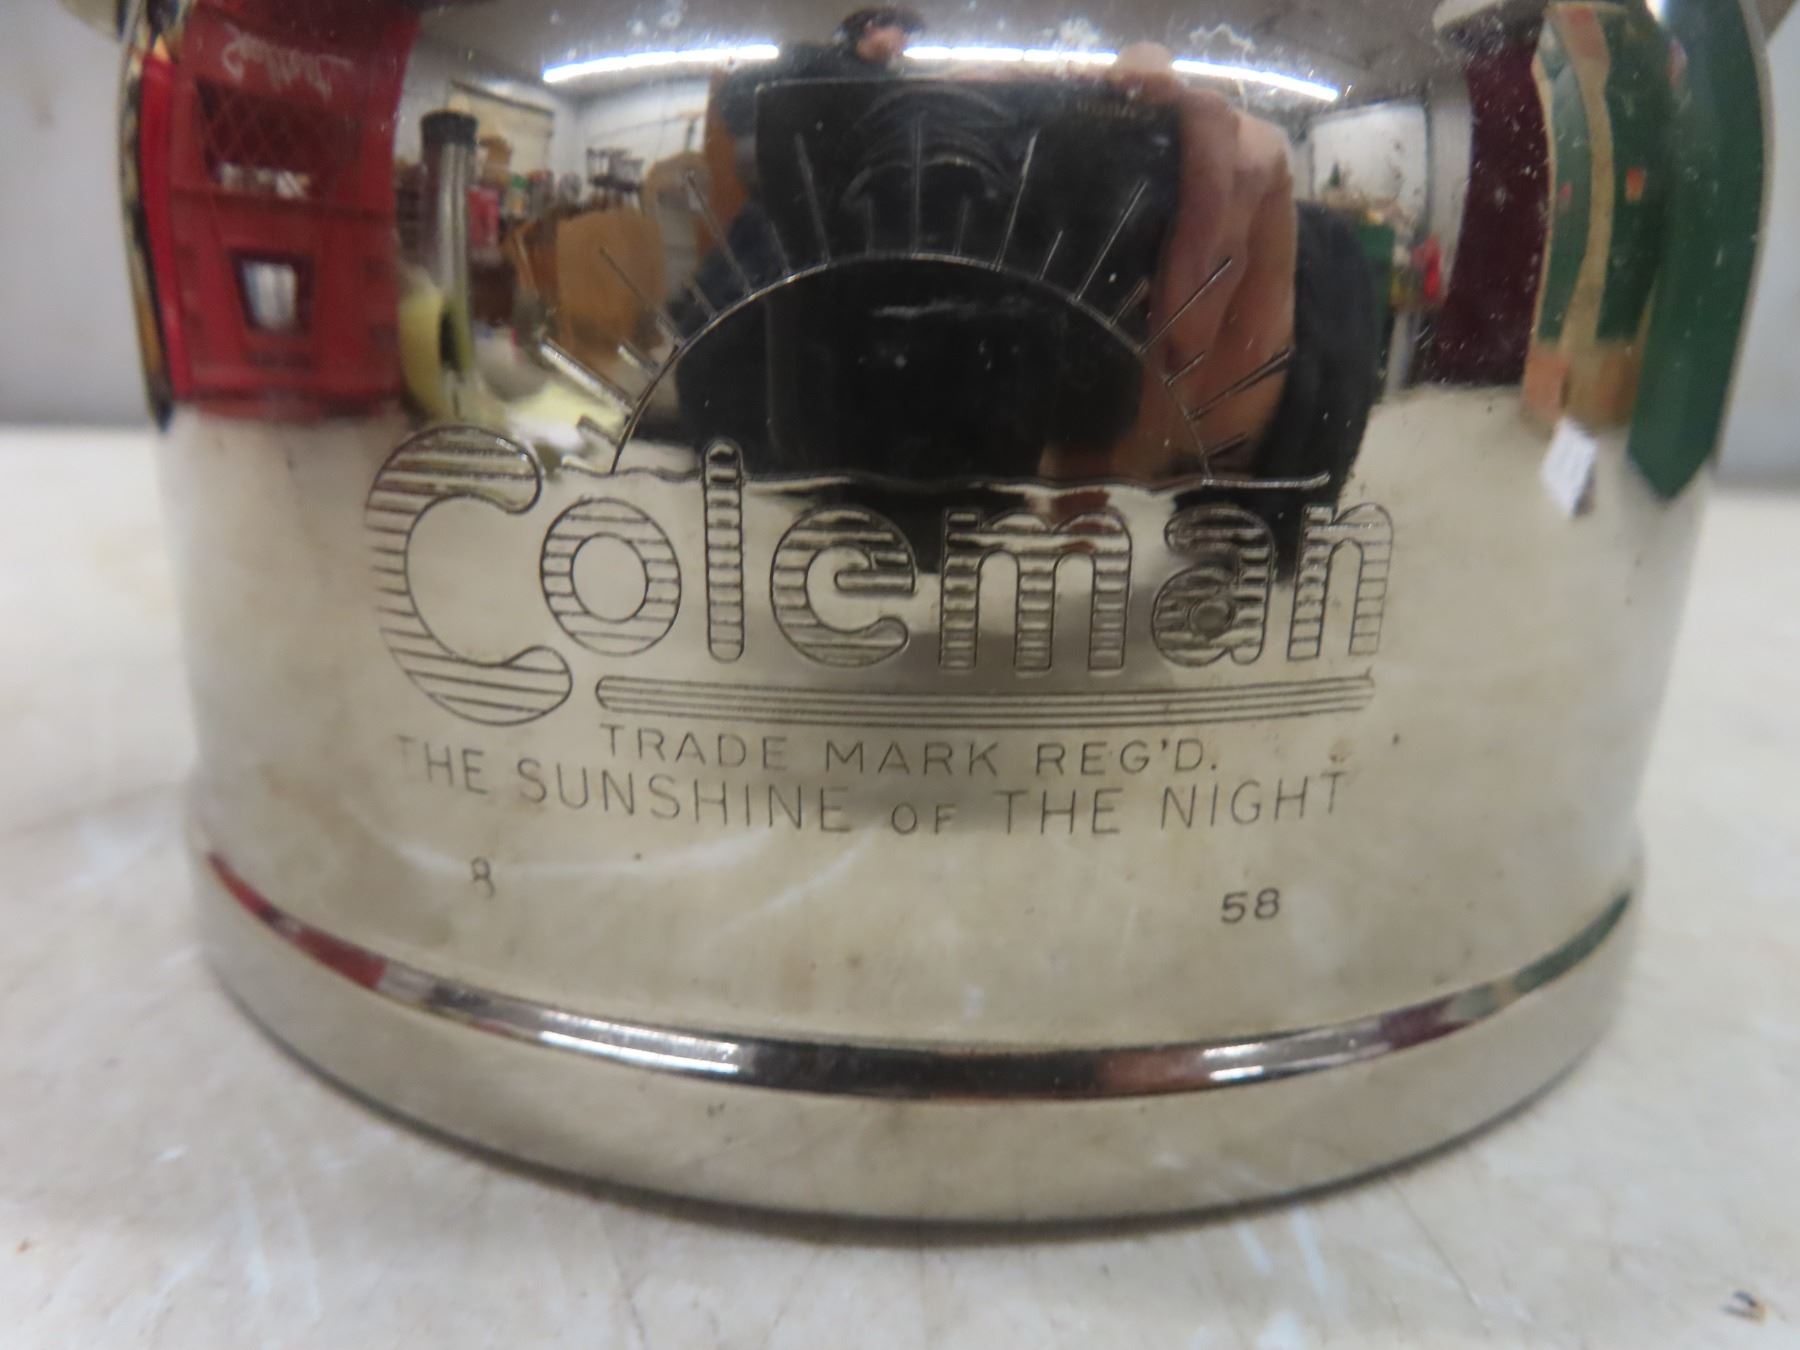 Coleman
TRADE MARK REG'D.
THE SUNSHINE OF THE NIGHT
8 58